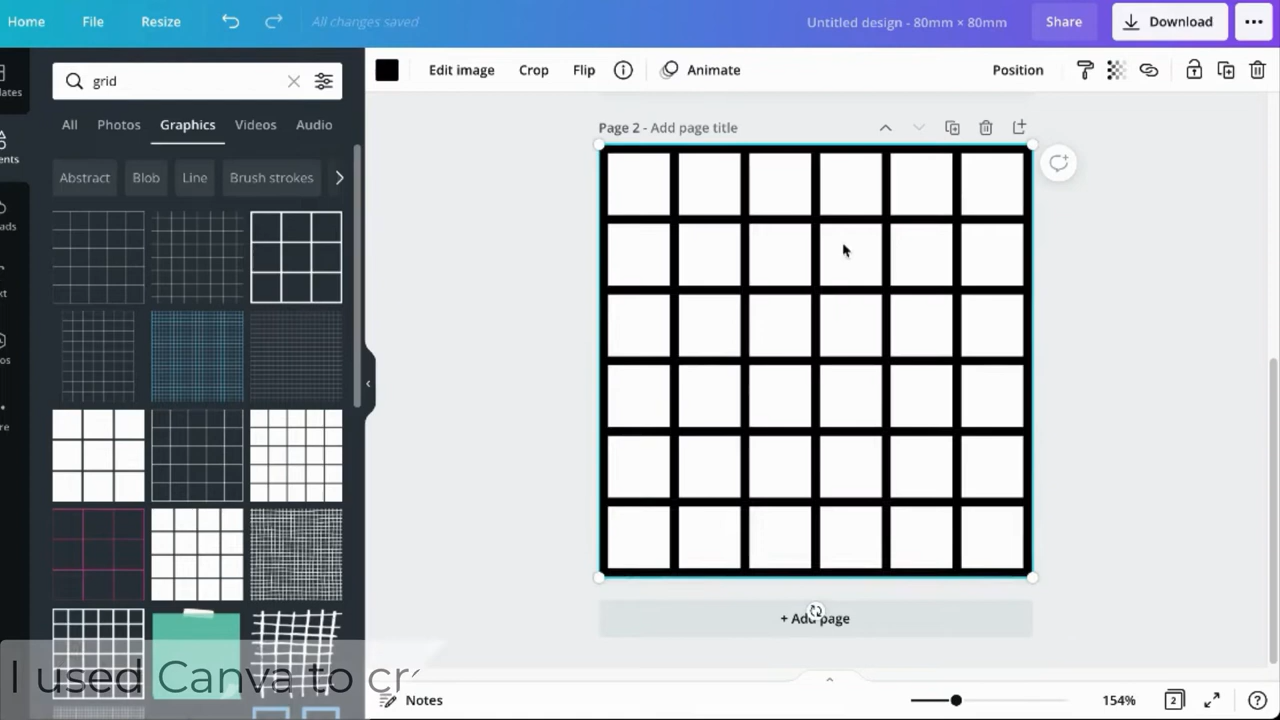 Home File Resize All changes saved Untitled design - 80mm × 80mm Share Download
grid
Edit image Crop Flip Animate Position
All Photos Graphics Videos Audio
Page 2 - Add page title
Abstract Blob Line Brush strokes
+ Add page
I used Canva to cr
Notes 154% 2